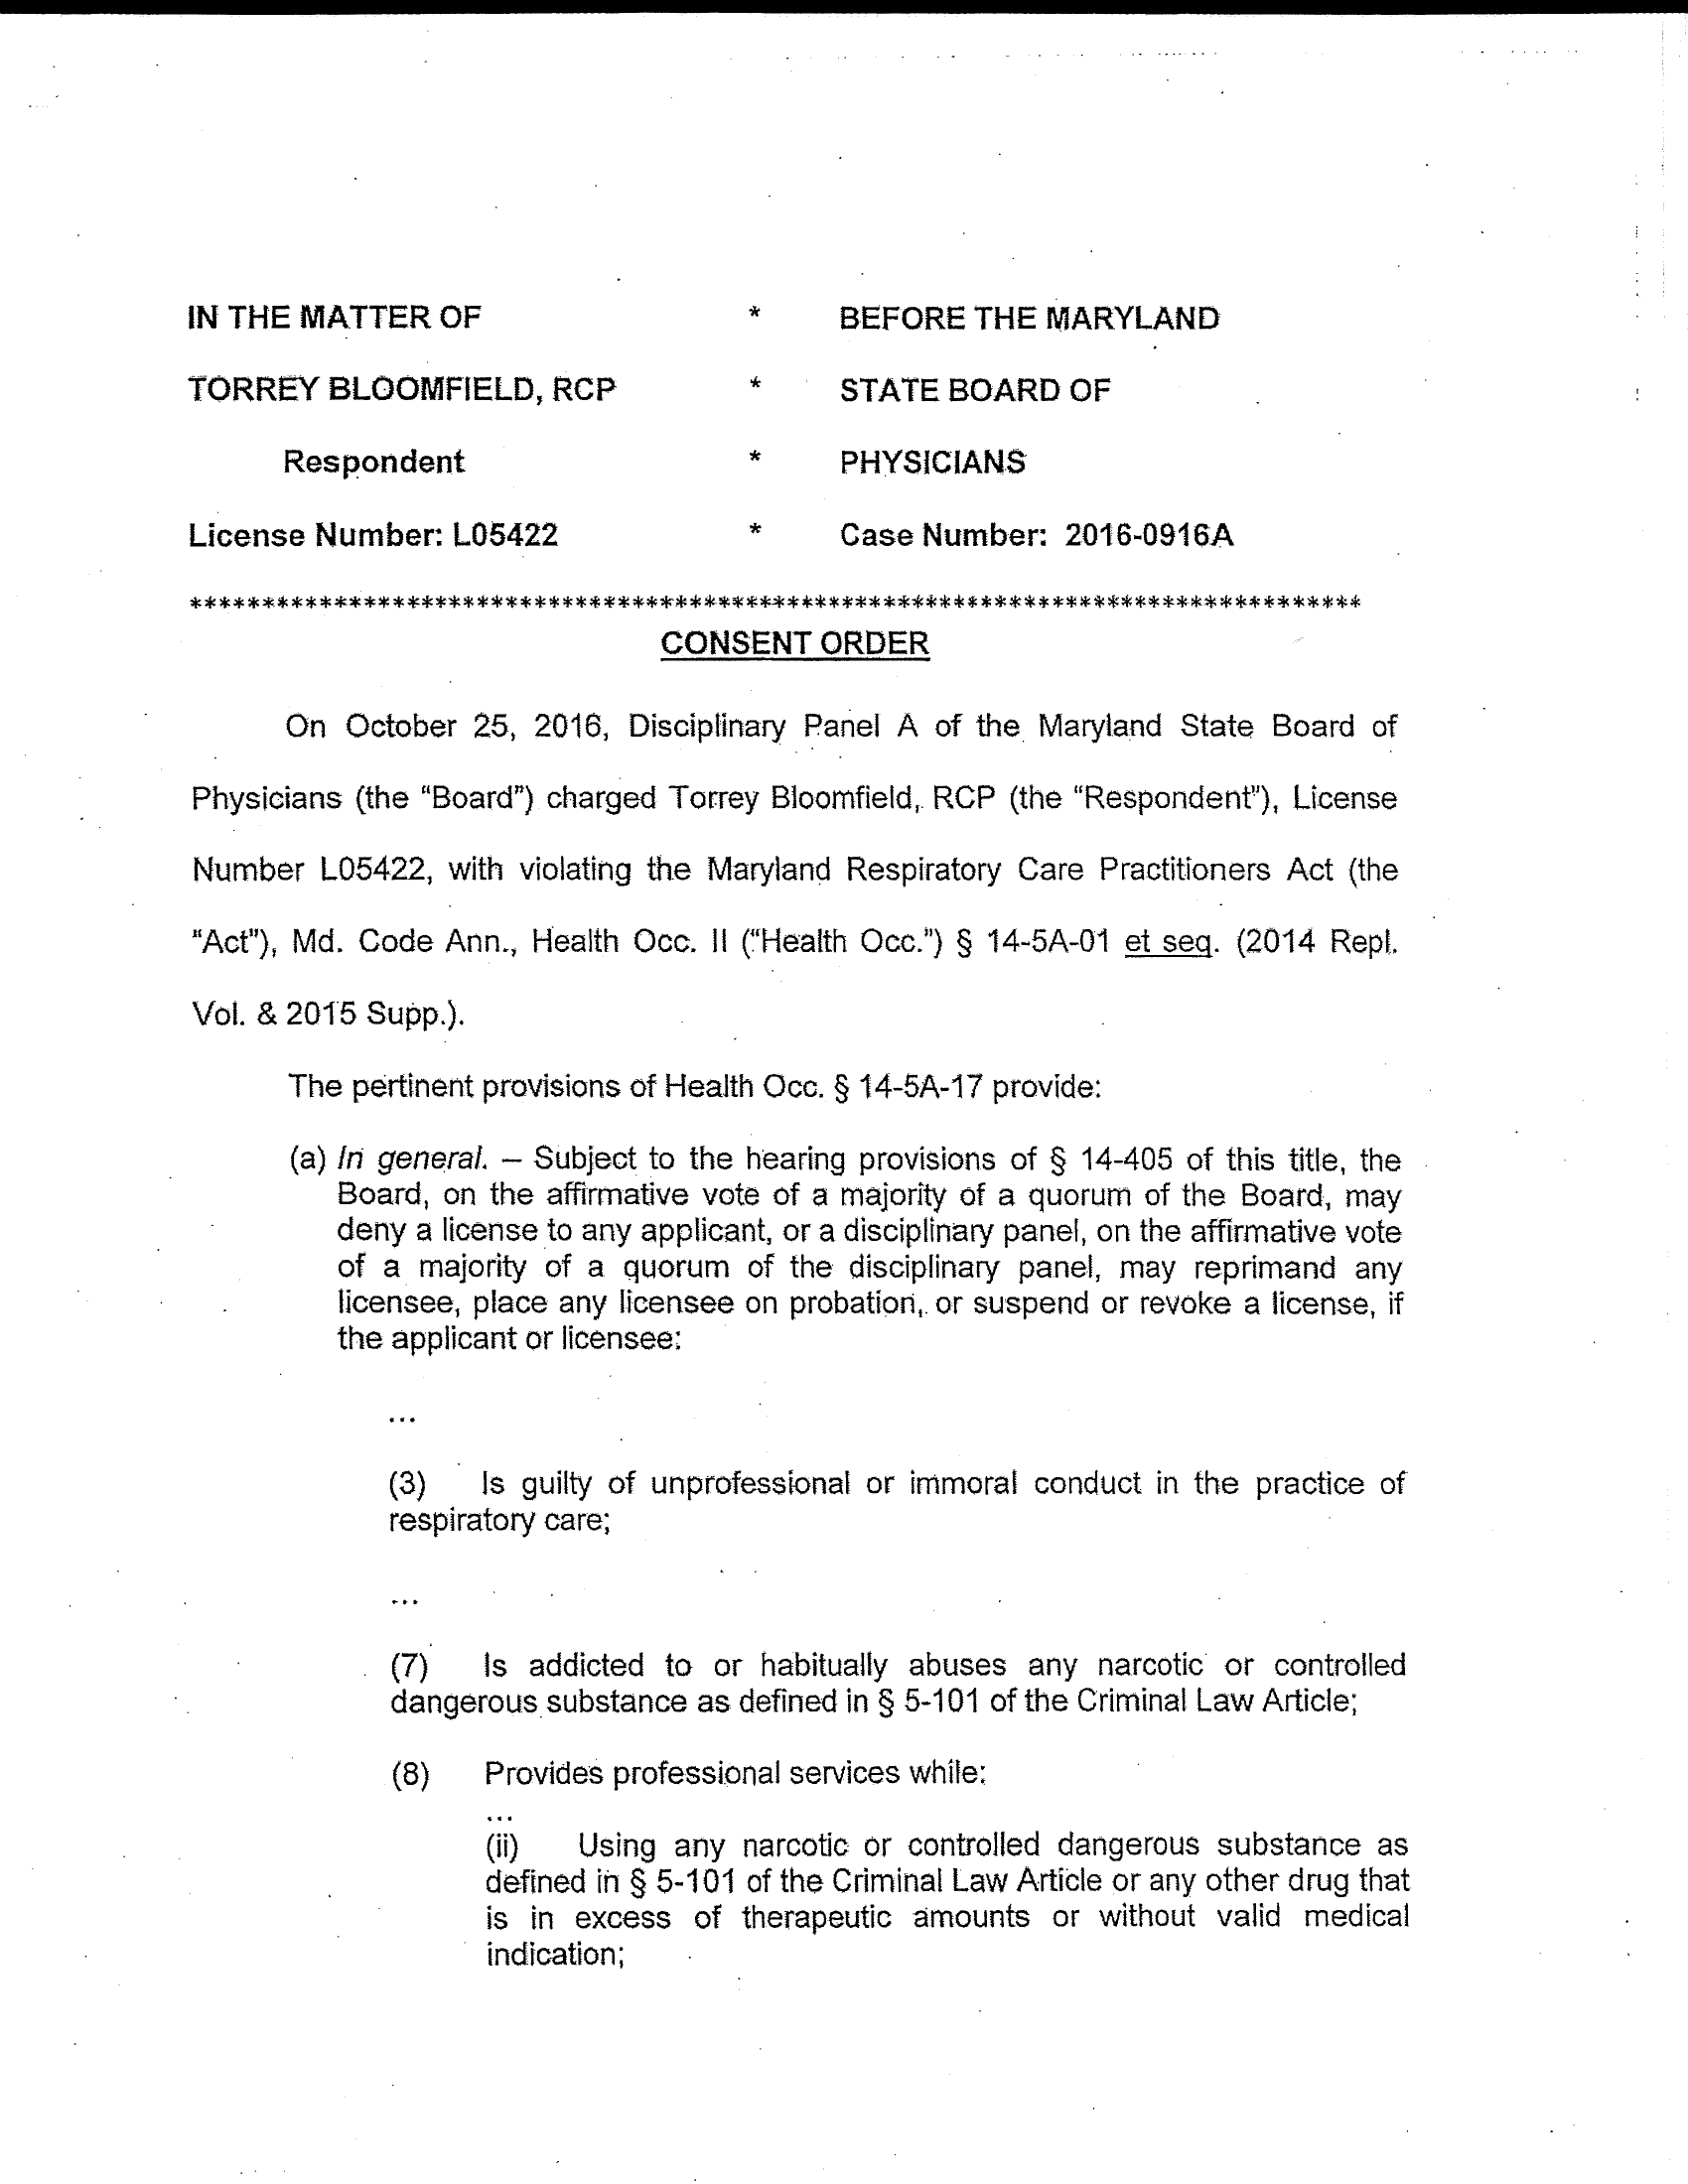 IN THE MATTER OF * BEFORE THE MARYLAND
TORREY BLOOMFIELD, RCP * STATE BOARD OF
Respondent * PHYSICIANS
License Number: L05422 * Case Number: 2016-0916A
***********************************************************************************
CONSENT ORDER
On October 25, 2016, Disciplinary Panel A of the Maryland State Board of
Physicians (the “Board”) charged Torrey Bloomfield, RCP (the “Respondent”), License
Number L05422, with violating the Maryland Respiratory Care Practitioners Act (the
“Act”), Md. Code Ann., Health Occ. II (“Health Occ.”) § 14-5A-01 et seq. (2014 Repl.
Vol. & 2015 Supp.).
The pertinent provisions of Health Occ. § 14-5A-17 provide:
(a) In general. – Subject to the hearing provisions of § 14-405 of this title, the
Board, on the affirmative vote of a majority of a quorum of the Board, may
deny a license to any applicant, or a disciplinary panel, on the affirmative vote
of a majority of a quorum of the disciplinary panel, may reprimand any
licensee, place any licensee on probation, or suspend or revoke a license, if
the applicant or licensee:
...
(3) Is guilty of unprofessional or immoral conduct in the practice of
respiratory care;
...
(7) Is addicted to or habitually abuses any narcotic or controlled
dangerous substance as defined in § 5-101 of the Criminal Law Article;
(8) Provides professional services while:
...
(ii) Using any narcotic or controlled dangerous substance as
defined in § 5-101 of the Criminal Law Article or any other drug that
is in excess of therapeutic amounts or without valid medical
indication;